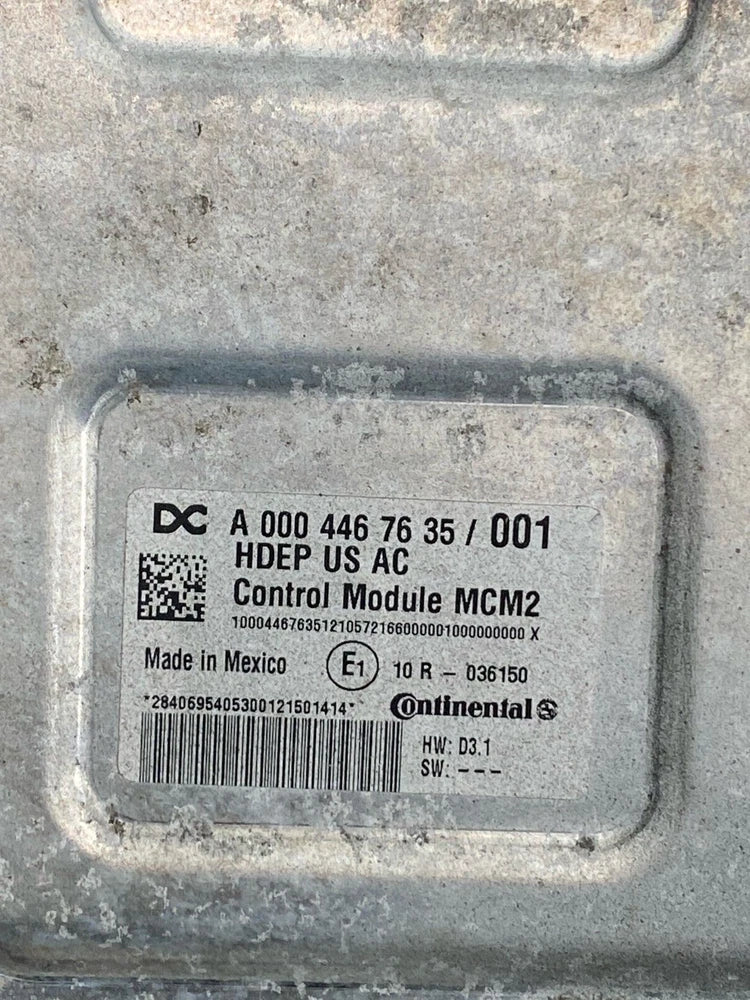 DC A 000 446 76 35 / 001
HDEP US AC
Control Module MCM2
10004467635121057216600000100000000 X
Made in Mexico E1 10 R - 036150
*2840695405300121501414* Continental
HW: D3.1
SW: ---